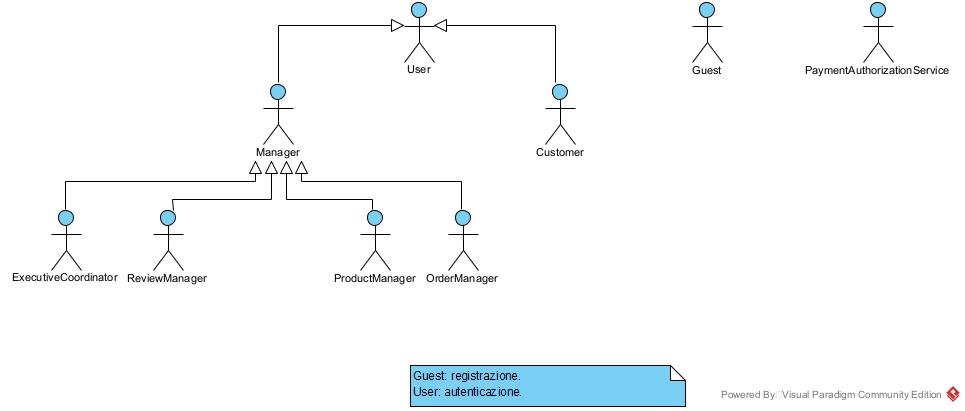 User
Guest
PaymentAuthorizationService
Manager
Customer
ExecutiveCoordinator
ReviewManager
ProductManager
OrderManager
Guest: registrazione.
User: autenticazione.
Powered By Visual Paradigm Community Edition